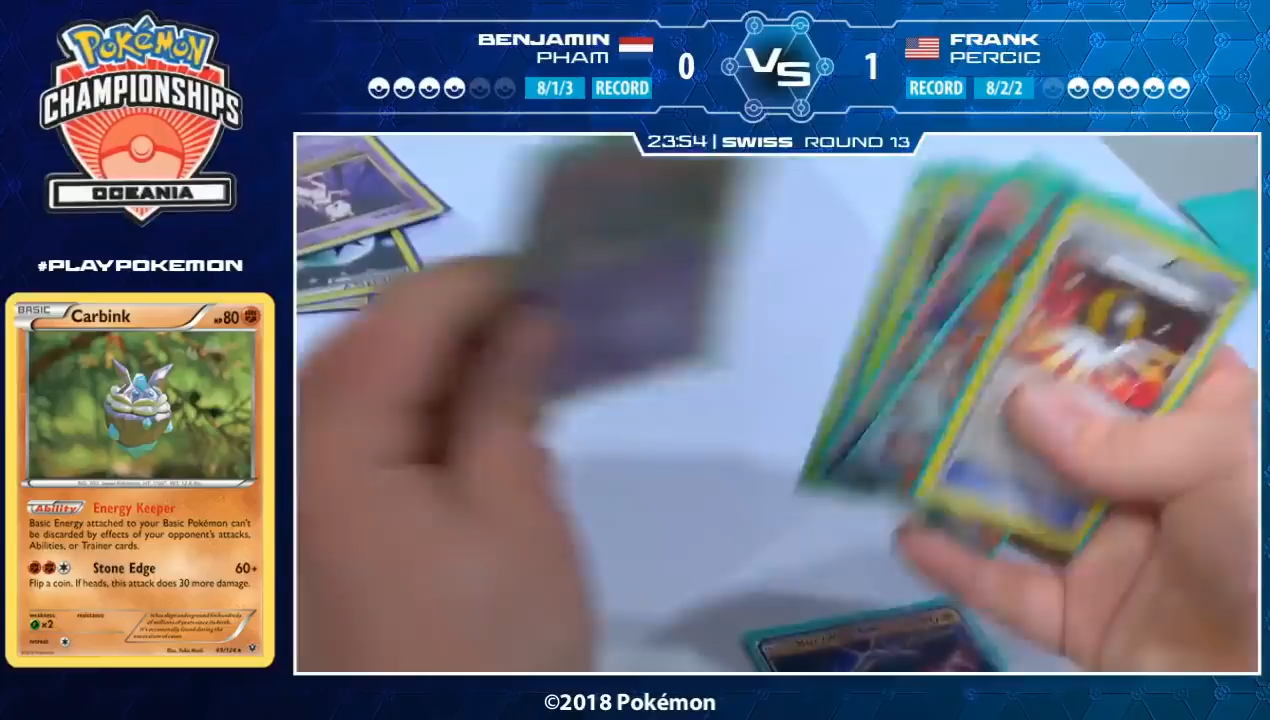 POKéMON
CHAMPIONSHIPS
OCEANIA
#PLAYPOKEMON
BENJAMIN
PHAM
0
8/1/3
RECORD
VS
1
FRANK
PERCIC
RECORD
8/2/2
23:54 | SWISS ROUND 13
BASIC
Carbink
HP80
Ability
Energy Keeper
Basic Energy attached to your Basic Pokémon can't
be discarded by effects of your opponent's attacks,
Abilities, or Trainer cards.
Stone Edge 60+
Flip a coin. If heads, this attack does 30 more damage.
weakness
resistance
×2
retreat
©2018 Pokémon